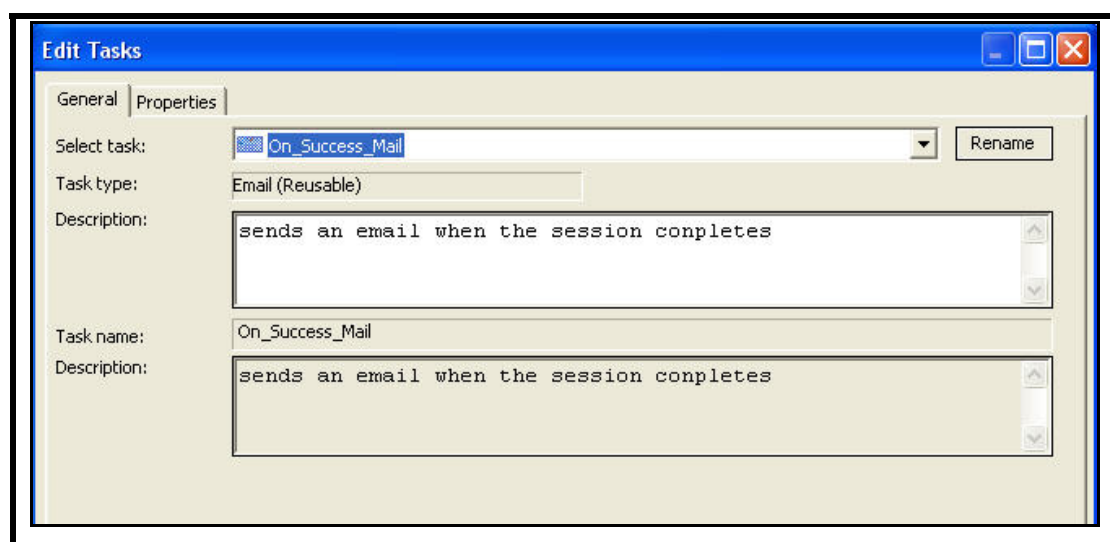 Edit Tasks
General Properties
Select task: On_Success_Mail Rename
Task type: Email (Reusable)
Description: sends an email when the session conpletes
Task name: On_Success_Mail
Description: sends an email when the session conpletes